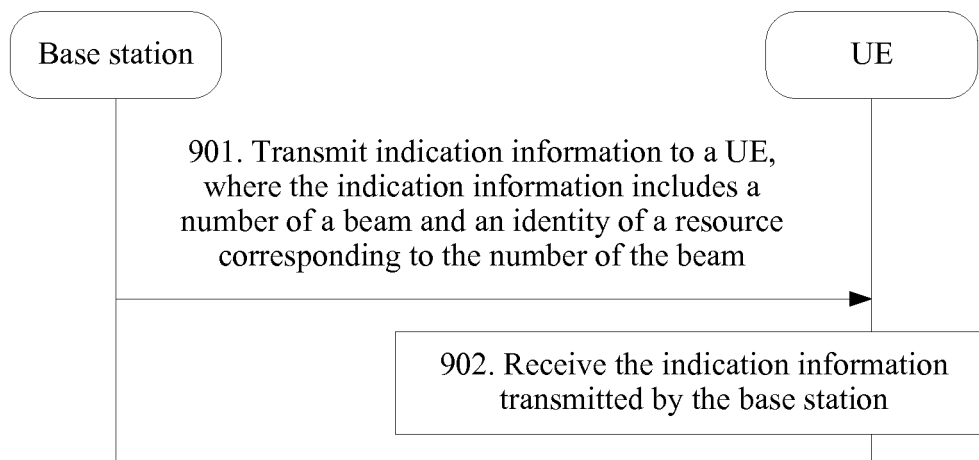 Base station
UE
901. Transmit indication information to a UE,
where the indication information includes a
number of a beam and an identity of a resource
corresponding to the number of the beam
902. Receive the indication information
transmitted by the base station